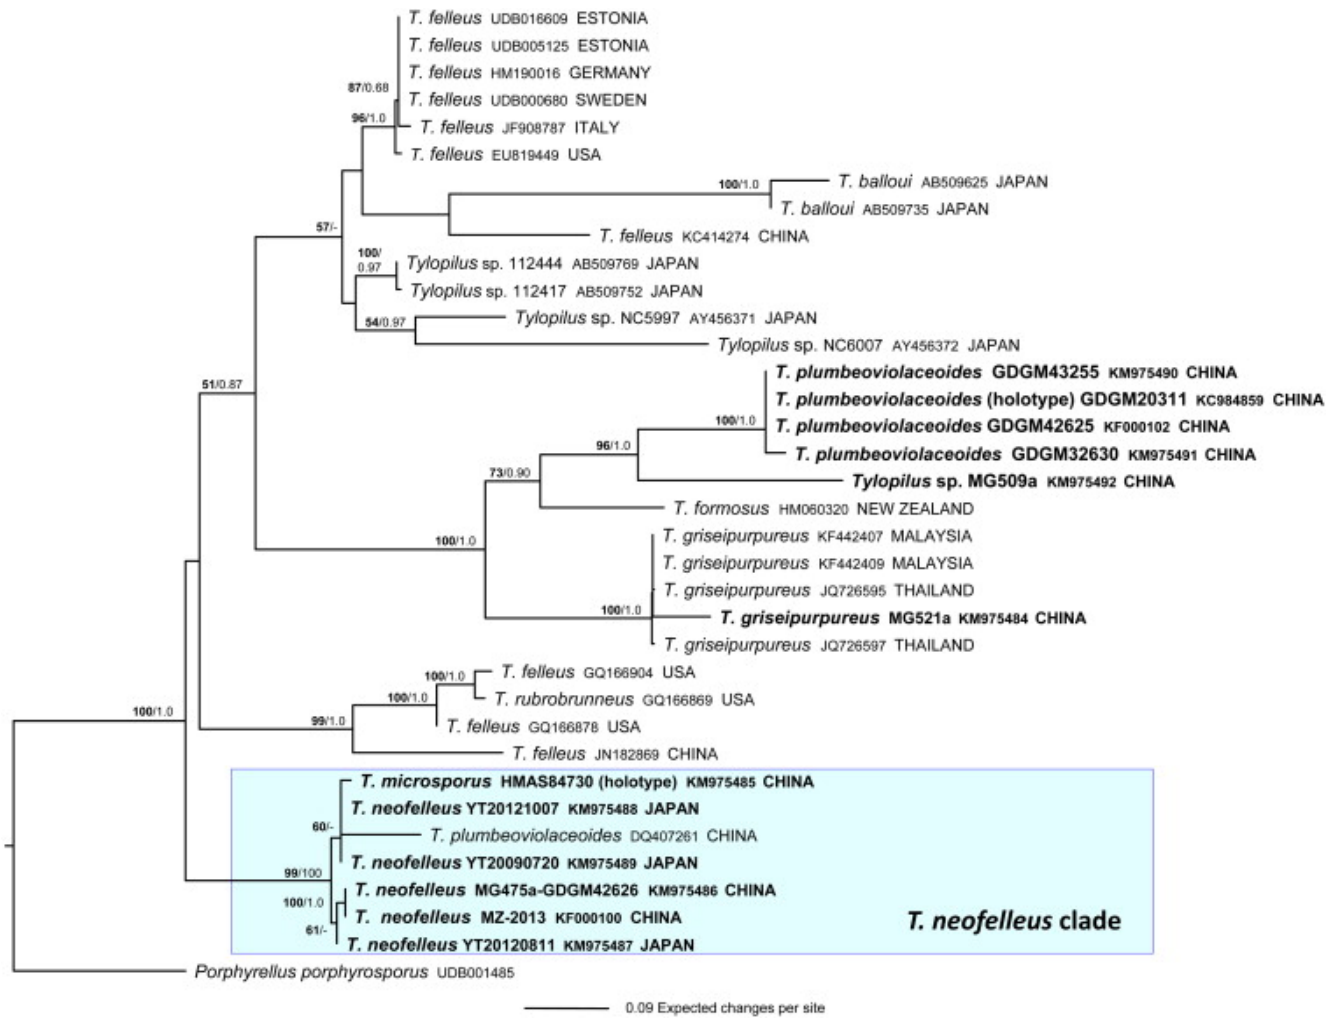 T. felleus UDB016609 ESTONIA
T. felleus UDB005125 ESTONIA
T. felleus HM190016 GERMANY
87/0.68
T. felleus UDB000680 SWEDEN
96/1.0
T. felleus JF908787 ITALY
T. felleus EU819449 USA
100/1.0
T. balloui AB509625 JAPAN
T. balloui AB509735 JAPAN
57/-
T. felleus KC414274 CHINA
100/
0.97
Tylopilus sp. 112444 AB509769 JAPAN
Tylopilus sp. 112417 AB509752 JAPAN
54/0.97
Tylopilus sp. NC5997 AY456371 JAPAN
Tylopilus sp. NC6007 AY456372 JAPAN
51/0.87
T. plumbeoviolaceoides GDGM43255 KM975490 CHINA
T. plumbeoviolaceoides (holotype) GDGM20311 KC984859 CHINA
100/1.0
T. plumbeoviolaceoides GDGM42625 KF000102 CHINA
96/1.0
T. plumbeoviolaceoides GDGM32630 KM975491 CHINA
73/0.90
Tylopilus sp. MG509a KM975492 CHINA
T. formosus HM060320 NEW ZEALAND
100/1.0
T. griseipurpureus KF442407 MALAYSIA
T. griseipurpureus KF442409 MALAYSIA
T. griseipurpureus JQ726595 THAILAND
100/1.0
T. griseipurpureus MG521a KM975484 CHINA
T. griseipurpureus JQ726597 THAILAND
100/1.0
T. felleus GQ166904 USA
100/1.0
T. rubrobrunneus GQ166869 USA
100/1.0
99/1.0
T. felleus GQ166878 USA
T. felleus JN182869 CHINA
T. microsporus HMAS84730 (holotype) KM975485 CHINA
T. neofelleus YT20121007 KM975488 JAPAN
60/-
T. plumbeoviolaceoides DQ407261 CHINA
T. neofelleus YT20090720 KM975489 JAPAN
99/100
T. neofelleus MG475a-GDGM42626 KM975486 CHINA
100/1.0
T. neofelleus MZ-2013 KF000100 CHINA
T. neofelleus clade
61/-
T. neofelleus YT20120811 KM975487 JAPAN
Porphyrellus porphyrosporus UDB001485
0.09 Expected changes per site